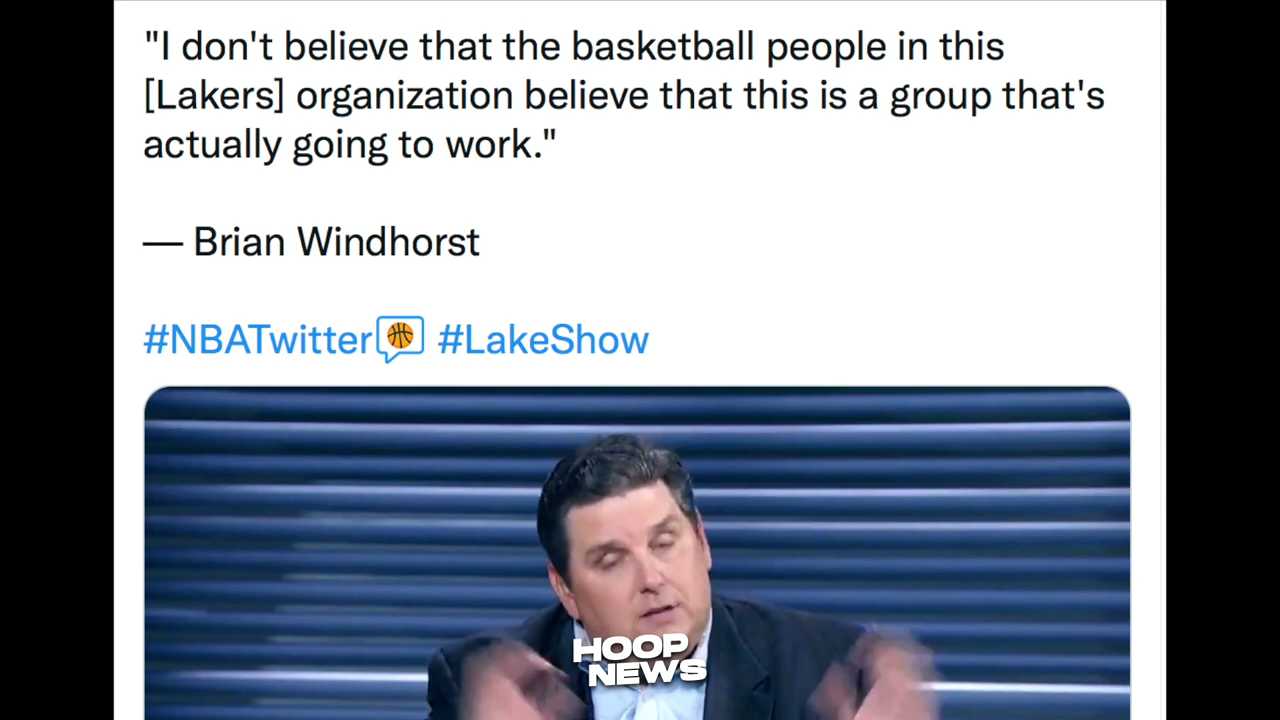 "I don't believe that the basketball people in this
[Lakers] organization believe that this is a group that's
actually going to work."
— Brian Windhorst
#NBATwitter #LakeShow
HOOP
NEWS